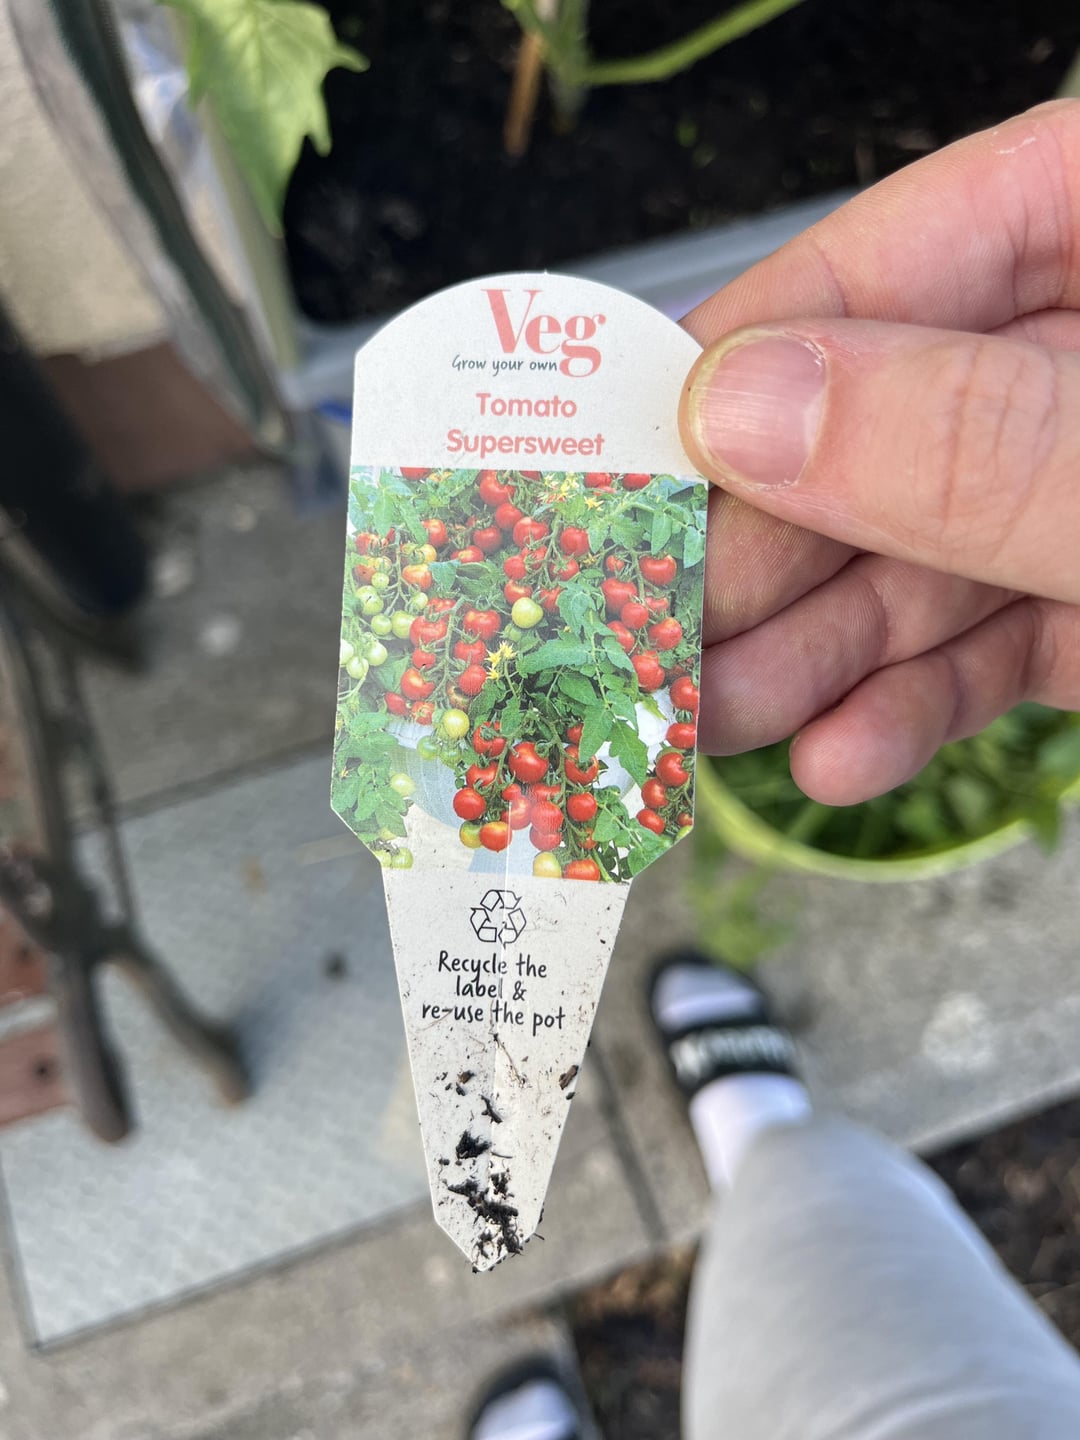 Veg
Grow your own
Tomato
Supersweet
Recycle the
label &
re-use the pot